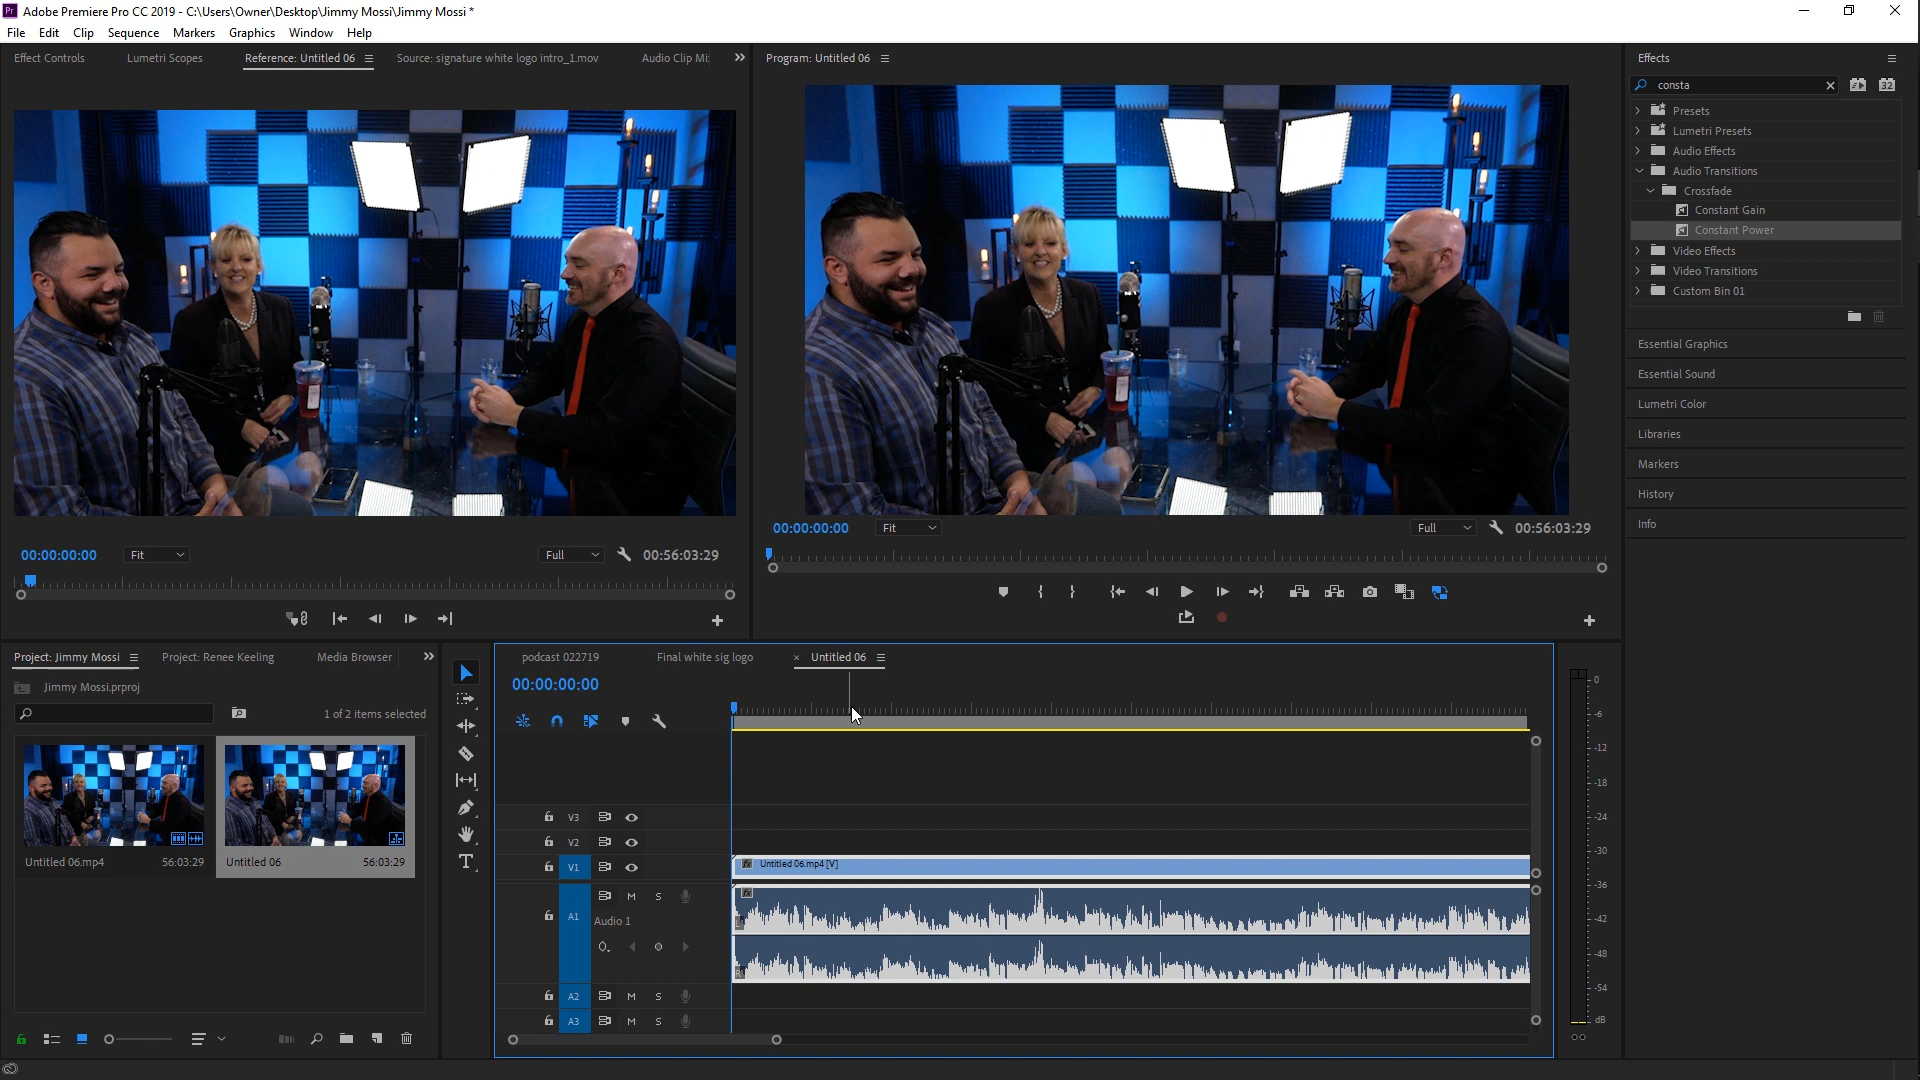 Adobe Premiere Pro CC 2019 - C:\Users\Owner\Desktop\Jimmy Mossi\Jimmy Mossi *
File Edit Clip Sequence Markers Graphics Window Help
Effect Controls Lumetri Scopes Reference: Untitled 06 Source: signature white logo intro_1.mov Audio Clip Mi
00:00:00:00 Fit Full 00:56:03:29
Program: Untitled 06
00:00:00:00 Fit Full 00:56:03:29
Effects
consta
32
Presets
Lumetri Presets
Audio Effects
Audio Transitions
Crossfade
Constant Gain
Constant Power
Video Effects
Video Transitions
Custom Bin 01
Essential Graphics
Essential Sound
Lumetri Color
Libraries
Markers
History
Info
Project: Jimmy Mossi Project: Renee Keeling Media Browser
Jimmy Mossi.prproj
1 of 2 items selected
Untitled 06.mp4 56:03:29 Untitled 06 56:03:29
podcast 022719 Final white sig logo × Untitled 06
00:00:00:00
V3
V2
V1 fx Untitled 06.mp4 [V]
M S fx
A1 Audio 1
L
R
A2 M S
A3 M S
0
-6
-12
-18
-24
-30
-36
-42
-48
-54
dB